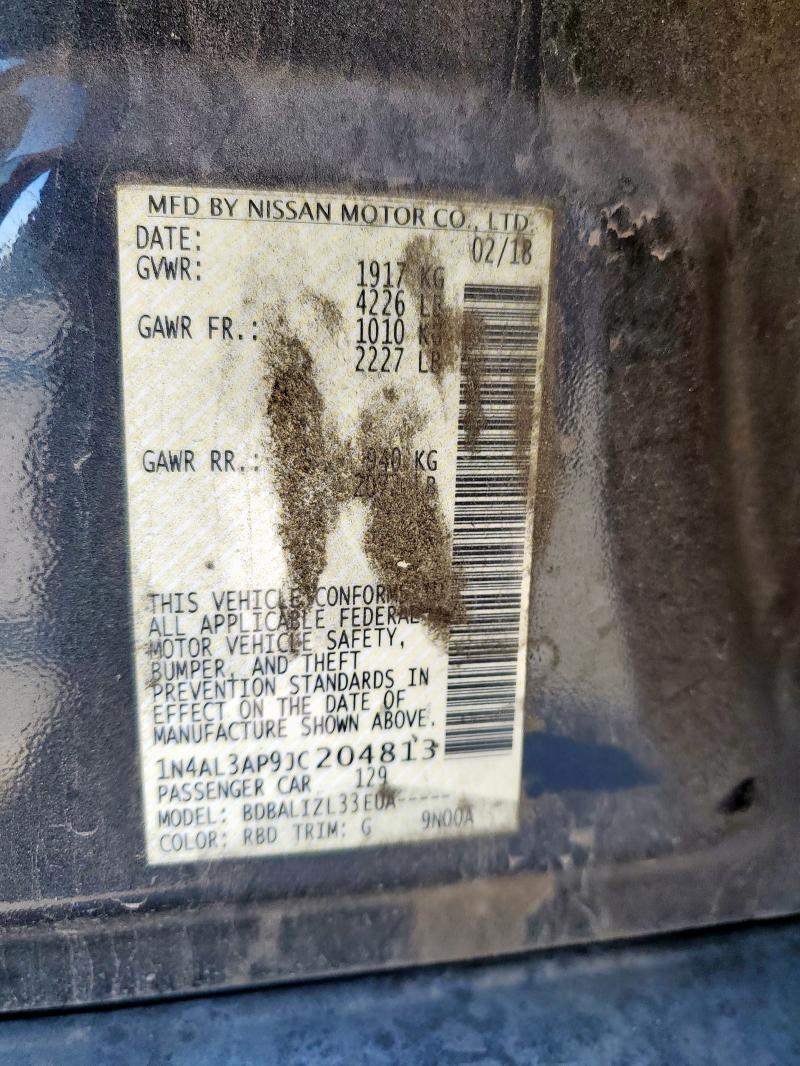 MFD BY NISSAN MOTOR CO., LTD.
DATE: 02/18
GVWR: 1917 KG
4226 LB
GAWR FR.: 1010 KG
2227 LB
GAWR RR.: 940 KG
THIS VEHICLE CONFORMS
ALL APPLICABLE FEDERAL
MOTOR VEHICLE SAFETY,
BUMPER, AND THEFT
PREVENTION STANDARDS IN
EFFECT ON THE DATE OF
MANUFACTURE SHOWN ABOVE.
1N4AL3AP9JC204813
PASSENGER CAR 129
MODEL: BDBALIZL33EUA-----
COLOR: RBD TRIM: G 9N00A